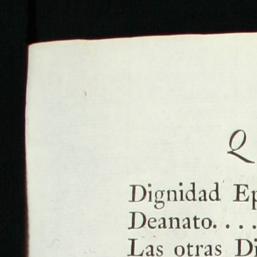 Q
Dignidad Ep
Deanato. . . .
Las otras Di